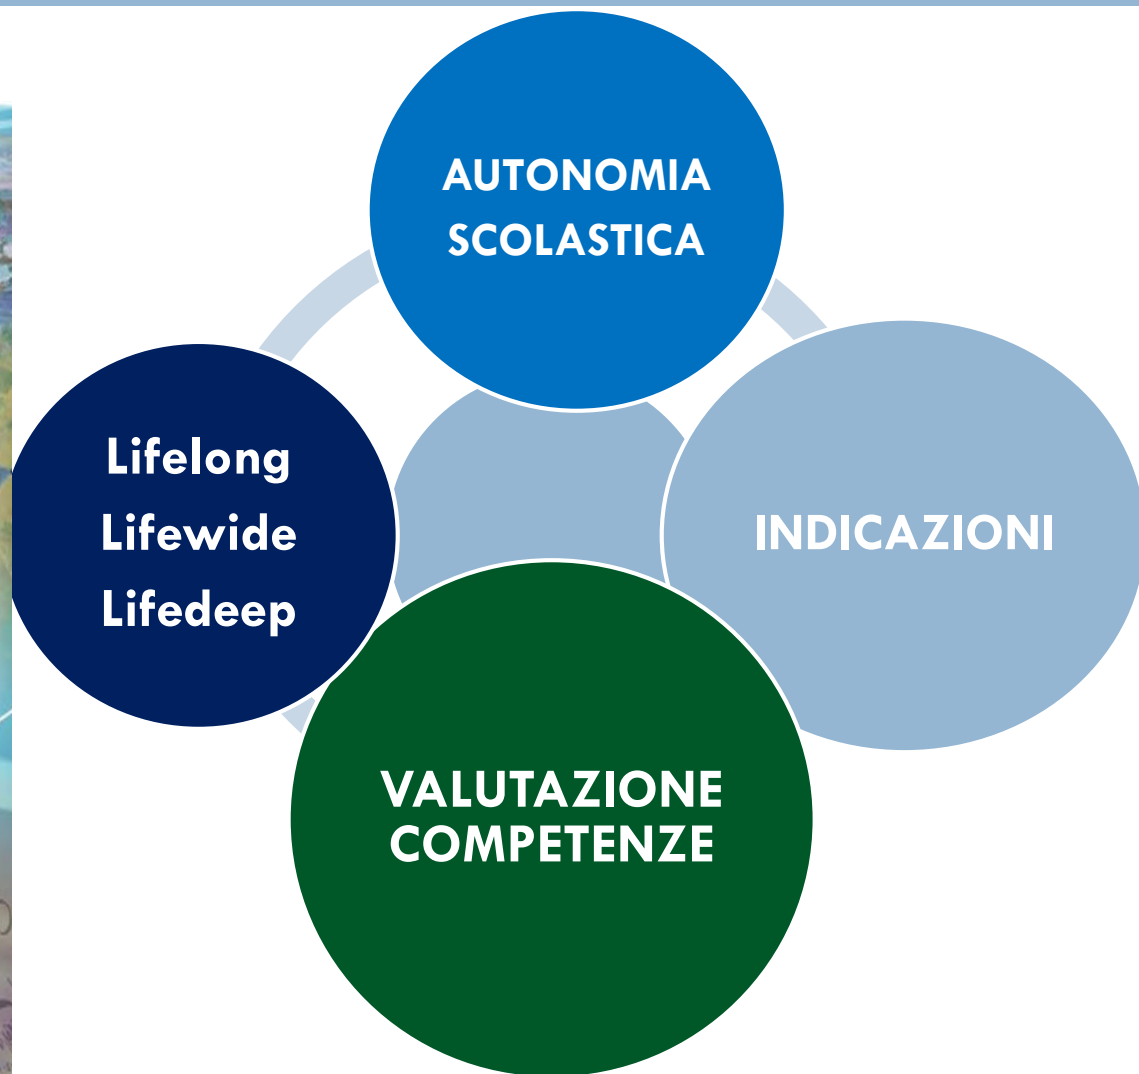 AUTONOMIA
SCOLASTICA
Lifelong
Lifewide
Lifedeep
INDICAZIONI
VALUTAZIONE
COMPETENZE